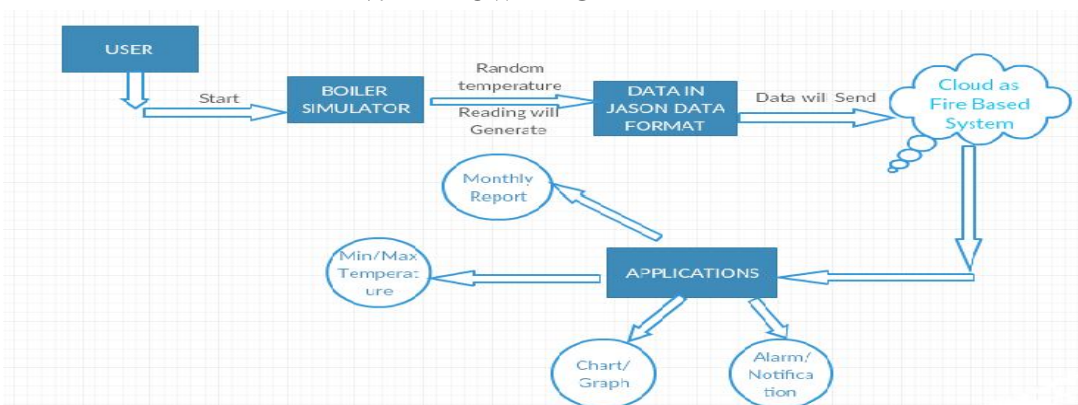 USER
Start
BOILER
SIMULATOR
Random
temperature
Reading will
Generate
DATA IN
JASON DATA
FORMAT
Data will Send
Cloud as
Fire Based
System
Monthly
Report
Min/Max
Temperat
ure
APPLICATIONS
Chart/
Graph
Alarm/
Notifica
tion